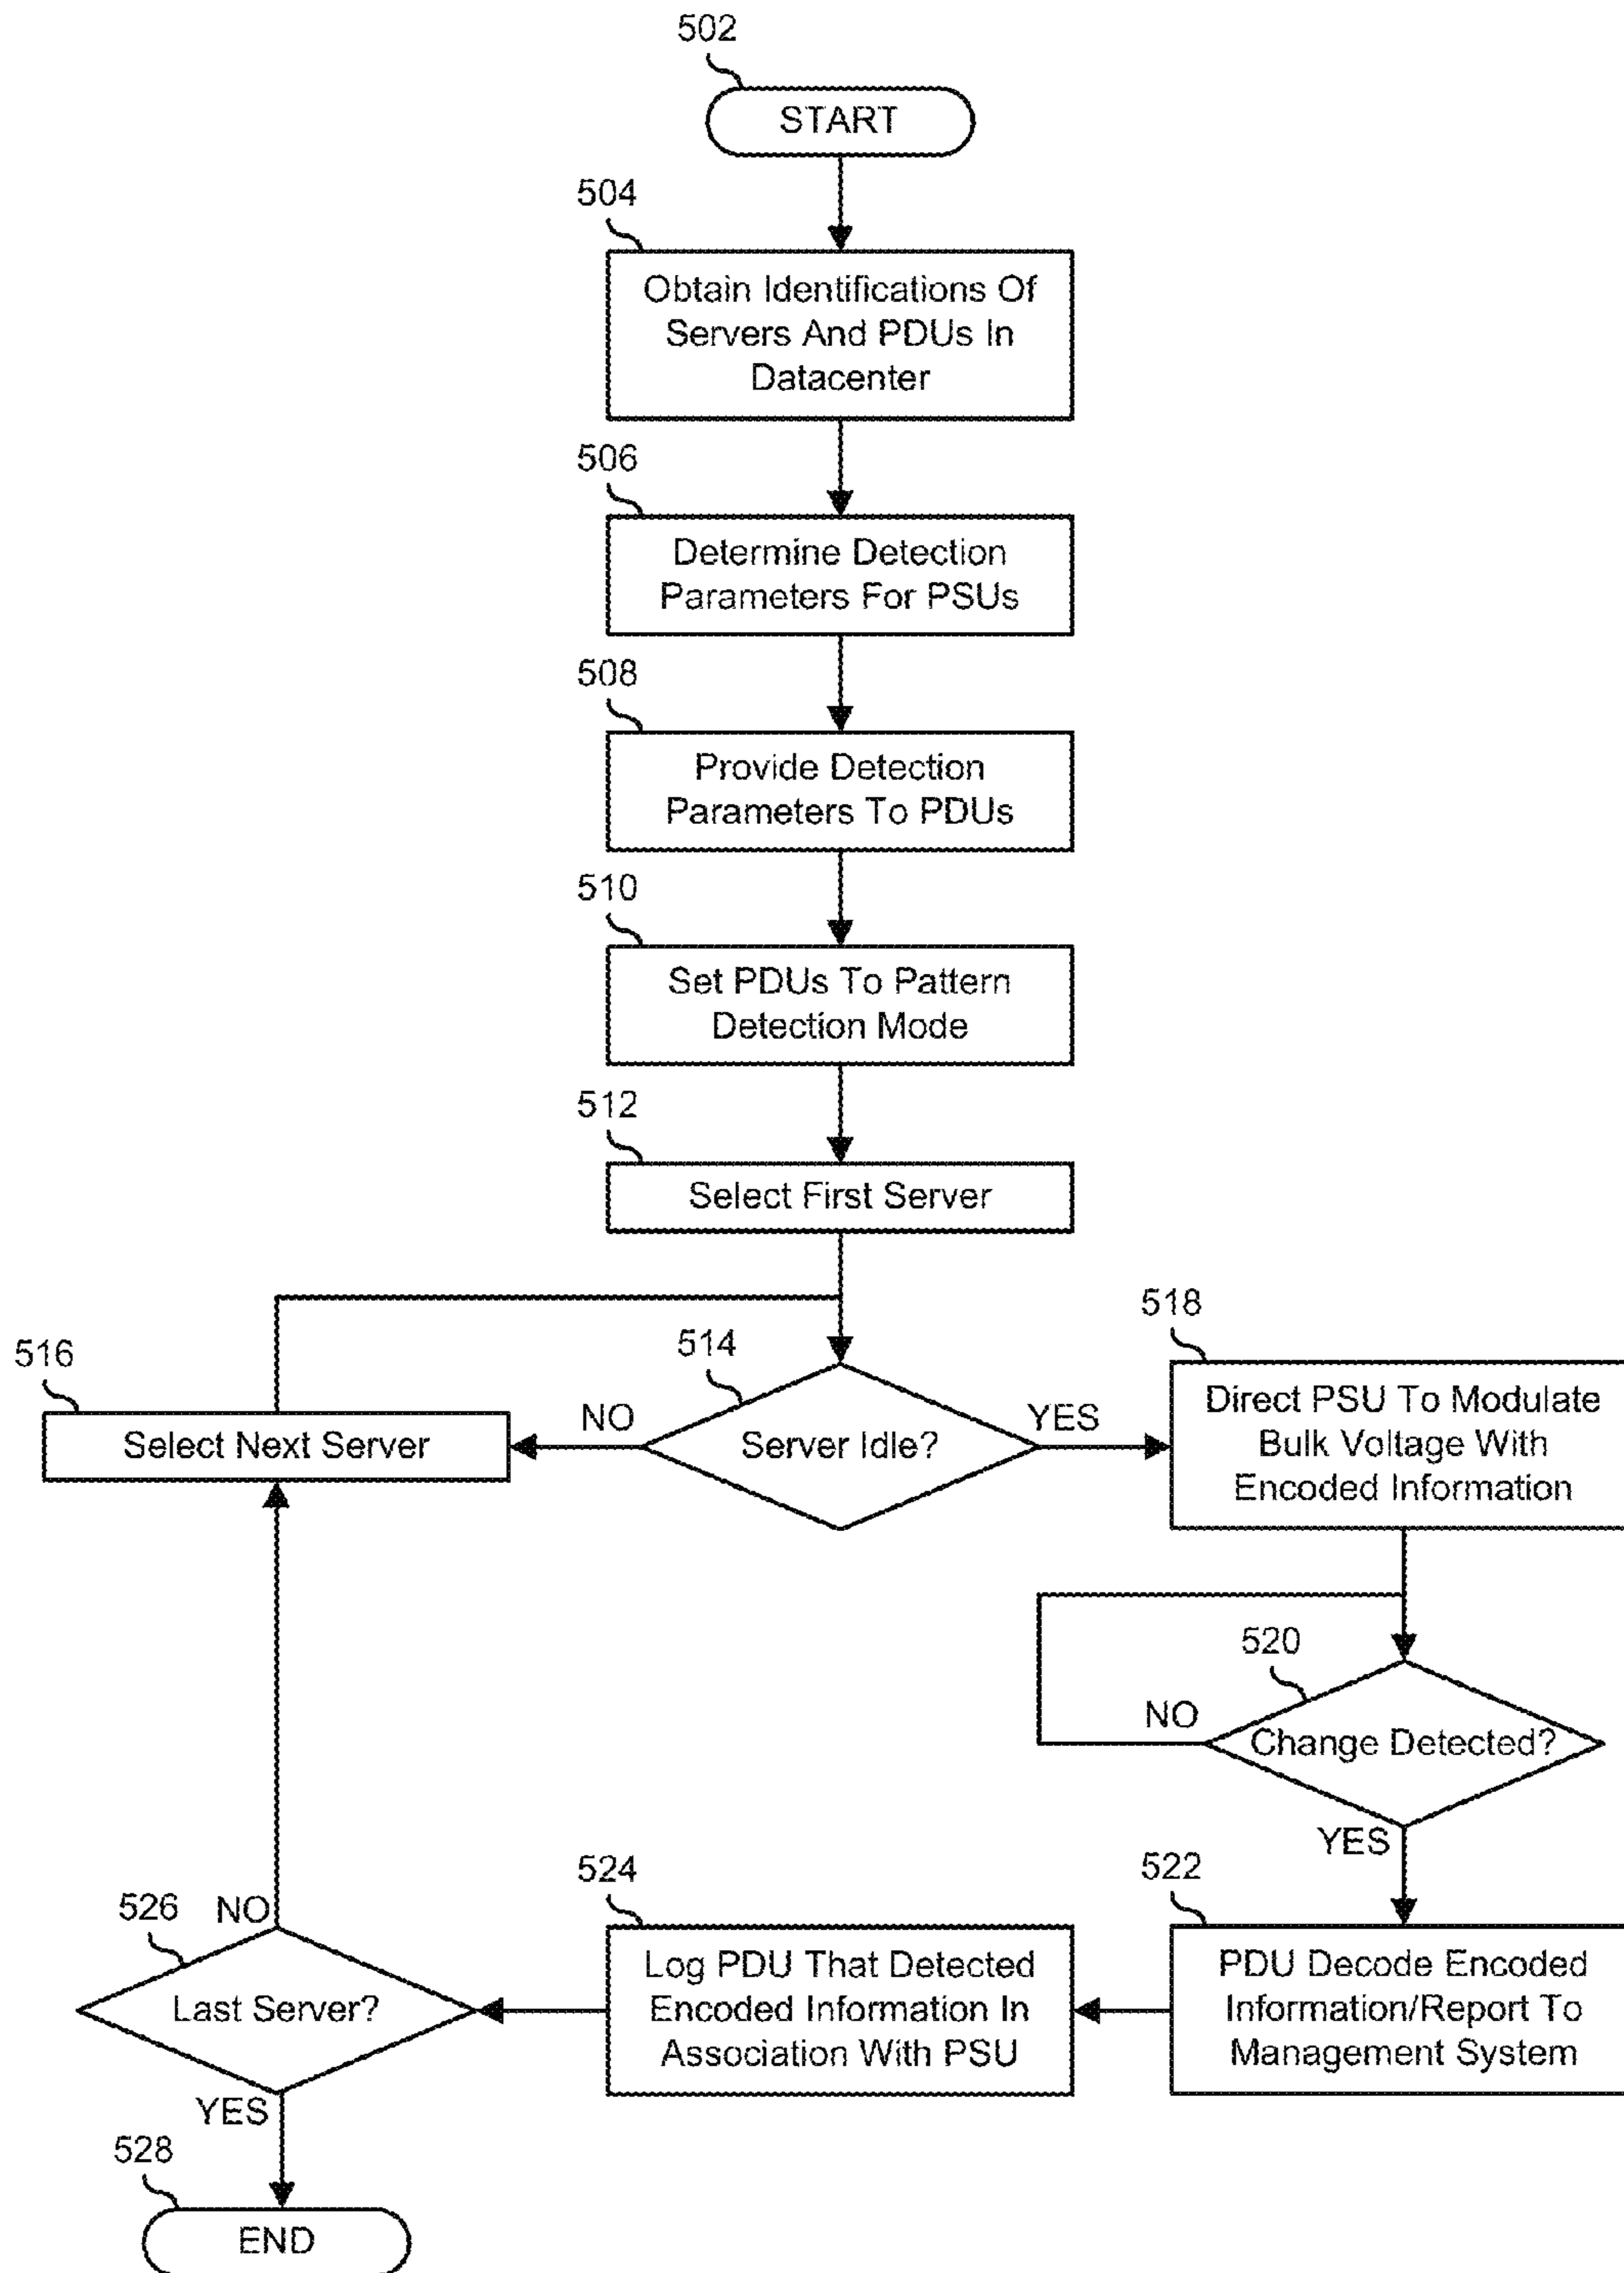 502
START
504
Obtain Identifications Of
Servers And PDUs In
Datacenter
506
Determine Detection
Parameters For PSUs
508
Provide Detection
Parameters To PDUs
510
Set PDUs To Pattern
Detection Mode
512
Select First Server
514
Server Idle?
NO
YES
516
Select Next Server
518
Direct PSU To Modulate
Bulk Voltage With
Encoded Information
520
Change Detected?
NO
YES
522
PDU Decode Encoded
Information/Report To
Management System
524
Log PDU That Detected
Encoded Information In
Association With PSU
526
Last Server?
NO
YES
528
END